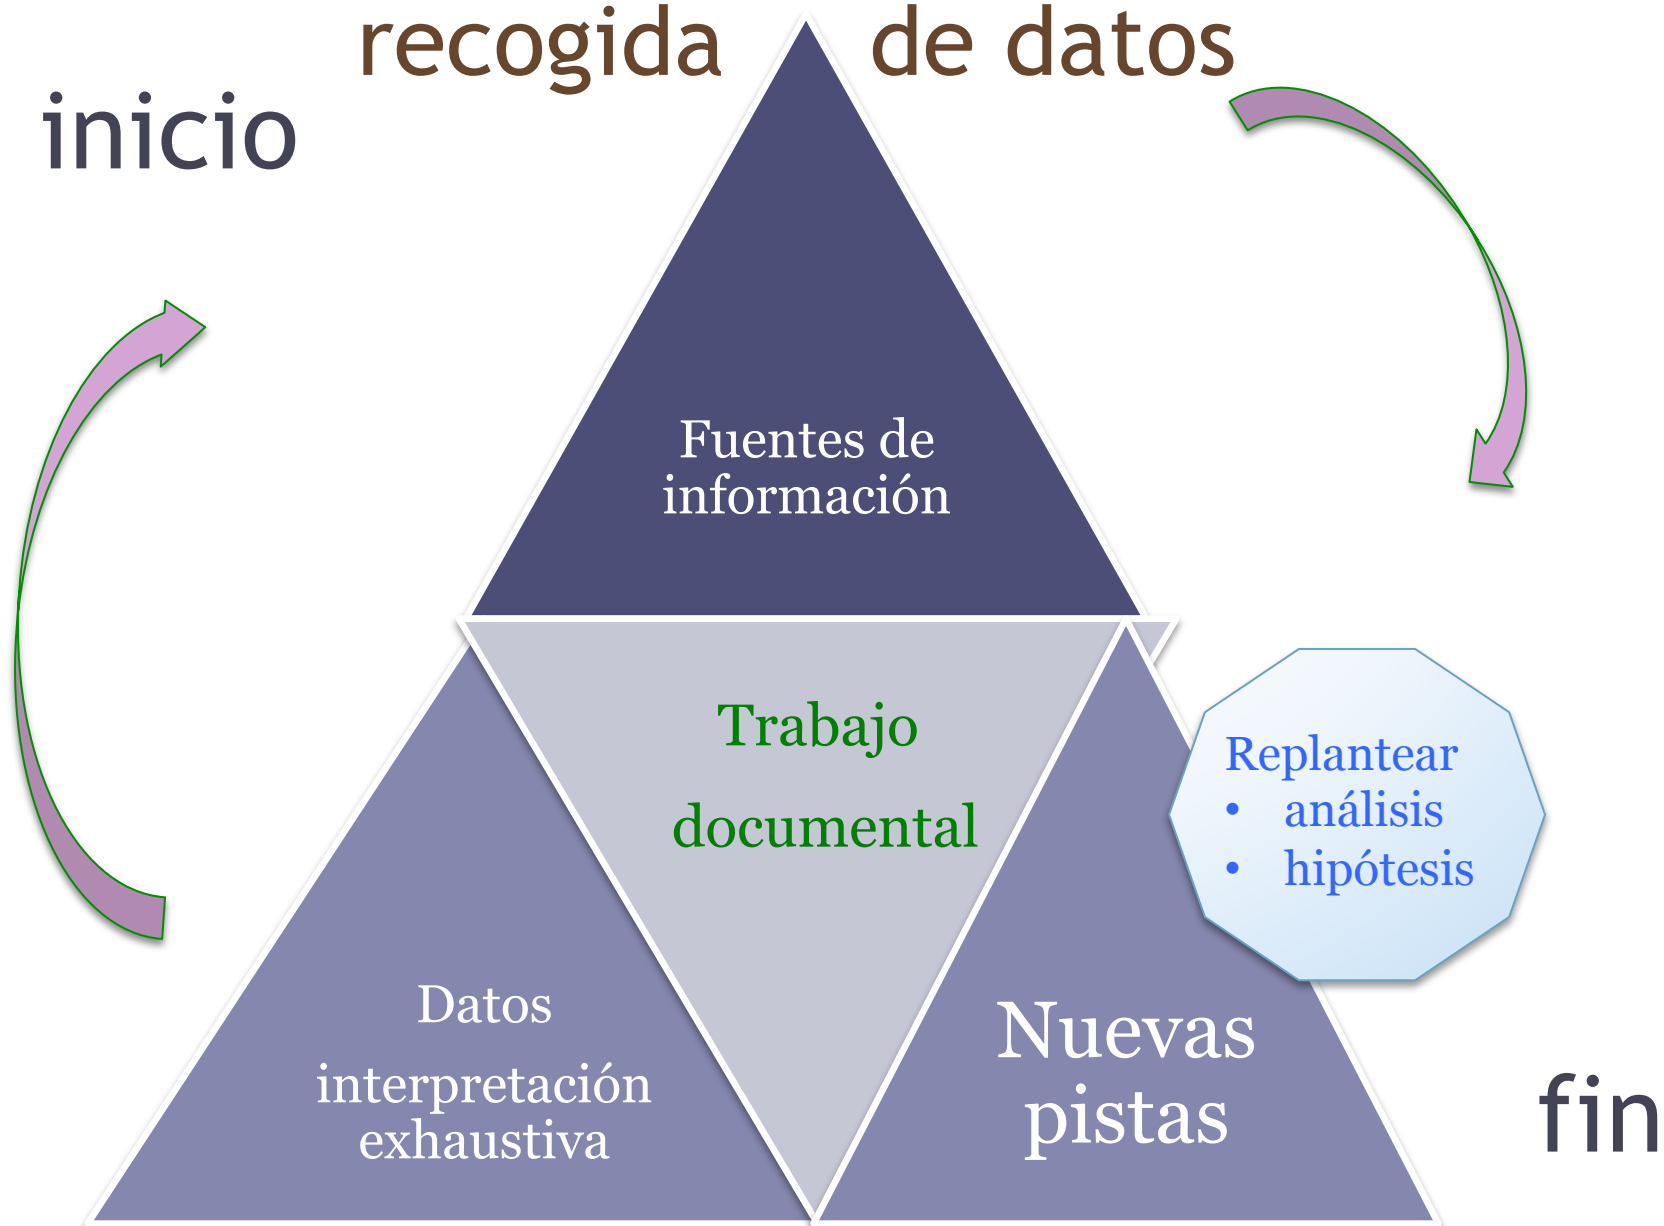 recogida de datos
inicio
Fuentes de
información
Trabajo
documental
Replantear
• análisis
• hipótesis
Datos
interpretación
exhaustiva
Nuevas
pistas
fin